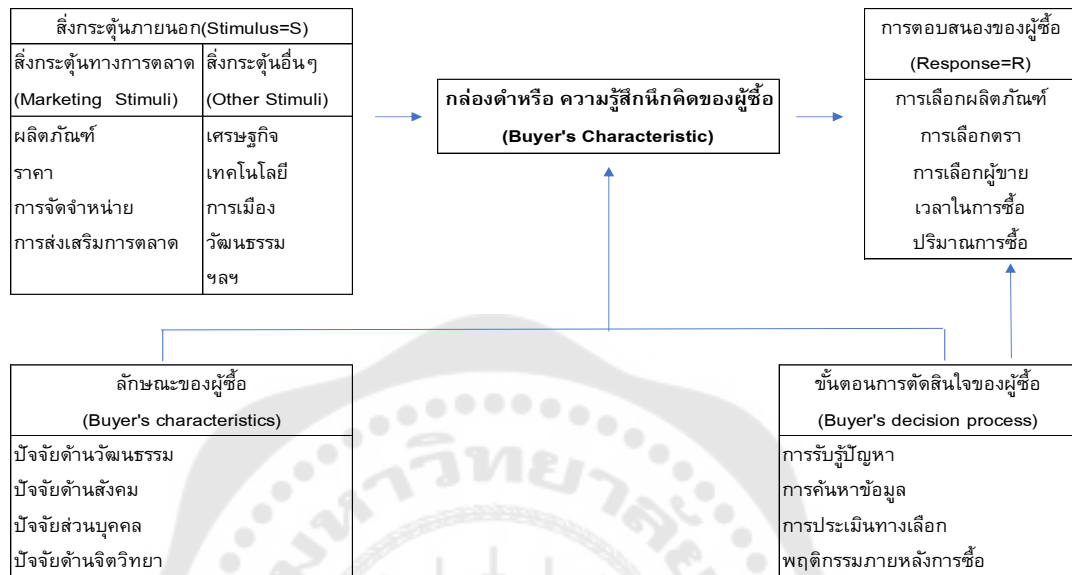 สิ่งกระตุ้นภายนอก(Stimulus=S)
สิ่งกระตุ้นทางการตลาด
(Marketing Stimuli)
สิ่งกระตุ้นอื่นๆ
(Other Stimuli)
ผลิตภัณฑ์
ราคา
การจัดจำหน่าย
การส่งเสริมการตลาด
เศรษฐกิจ
เทคโนโลยี
การเมือง
วัฒนธรรม
ฯลฯ
กล่องดำหรือ ความรู้สึกนึกคิดของผู้ซื้อ
(Buyer's Characteristic)
การตอบสนองของผู้ซื้อ
(Response=R)
การเลือกผลิตภัณฑ์
การเลือกตรา
การเลือกผู้ขาย
เวลาในการซื้อ
ปริมาณการซื้อ
ลักษณะของผู้ซื้อ
(Buyer's characteristics)
ปัจจัยด้านวัฒนธรรม
ปัจจัยด้านสังคม
ปัจจัยส่วนบุคคล
ปัจจัยด้านจิตวิทยา
ขั้นตอนการตัดสินใจของผู้ซื้อ
(Buyer's decision process)
การรับรู้ปัญหา
การค้นหาข้อมูล
การประเมินทางเลือก
พฤติกรรมภายหลังการซื้อ
มหาวิทยาลัย